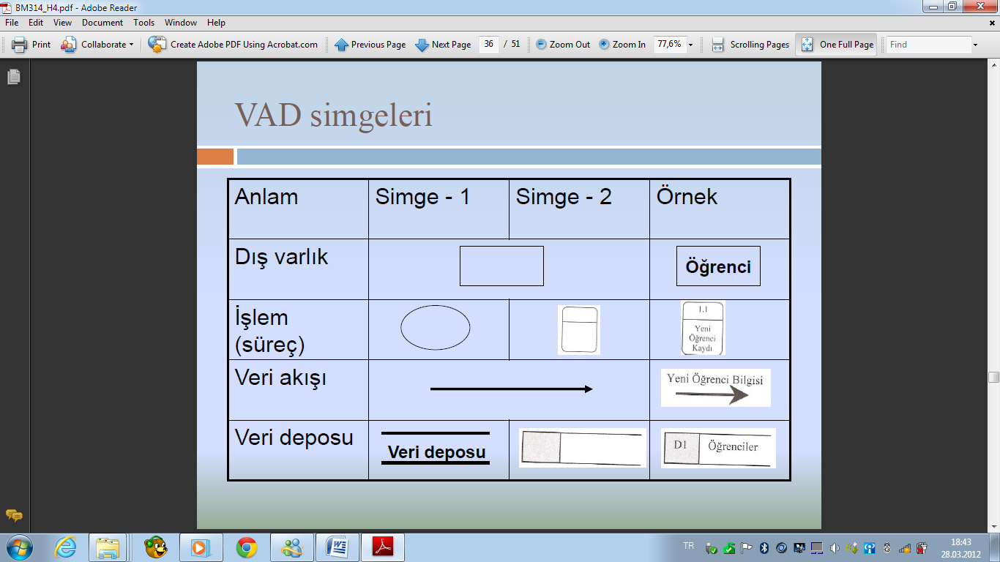 BM314_H4.pdf - Adobe Reader
File Edit View Document Tools Window Help
Print Collaborate Create Adobe PDF Using Acrobat.com Previous Page Next Page 36 / 51 Zoom Out Zoom In 77,6% Scrolling Pages One Full Page Find
VAD simgeleri
Anlam Simge - 1 Simge - 2 Örnek
Dış varlık Öğrenci
İşlem
(süreç)
1.1
Yeni
Öğrenci
Kaydı
Veri akışı Yeni Öğrenci Bilgisi
Veri deposu Veri deposu D1 Öğrenciler
TR 18:43
28.03.2012